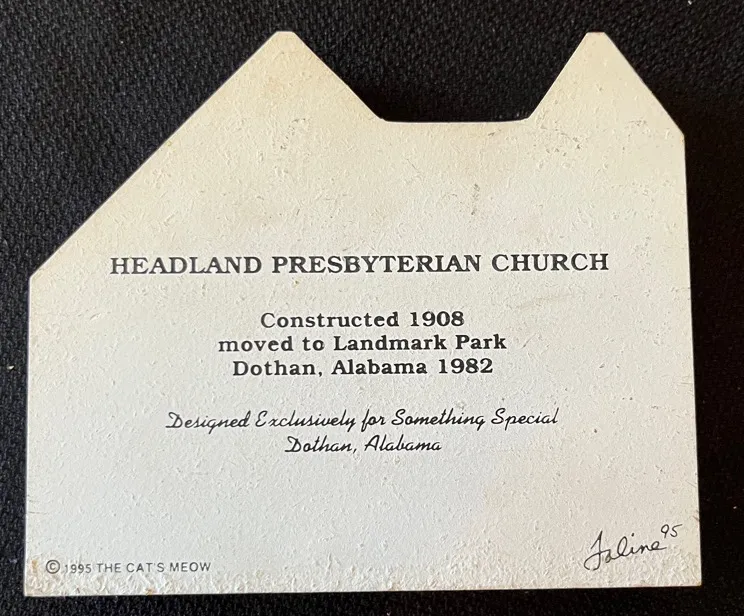 HEADLAND PRESBYTERIAN CHURCH
Constructed 1908
moved to Landmark Park
Dothan, Alabama 1982
Designed Exclusively for Something Special
Dothan, Alabama
© 1995 THE CAT'S MEOW
Faline 95